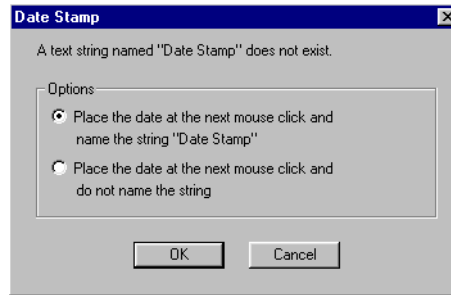 Date Stamp
A text string named "Date Stamp" does not exist.
Options
Place the date at the next mouse click and
name the string "Date Stamp"
Place the date at the next mouse click and
do not name the string
OK
Cancel